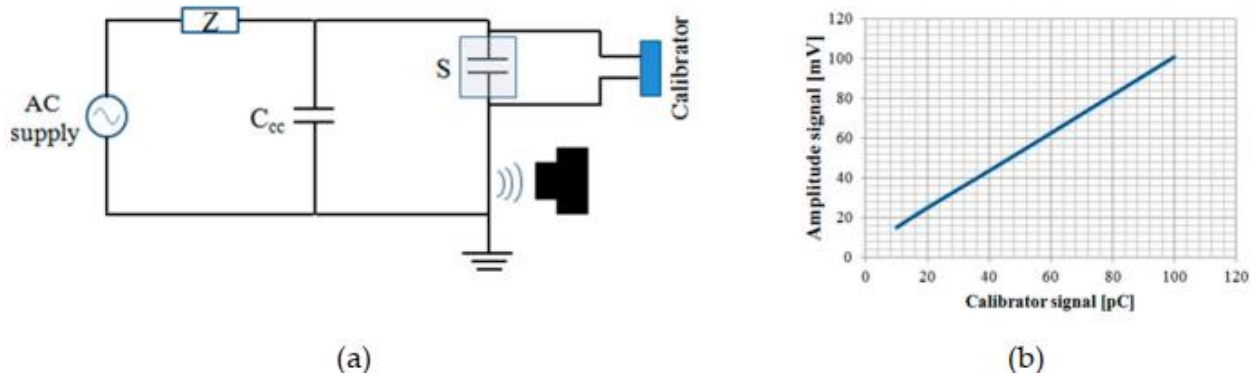 Z
AC
supply
C_cc
S
Calibrator
(a)
Amplitude signal [mV]
120
100
80
60
40
20
0
0 20 40 60 80 100 120
Calibrator signal [pC]
(b)